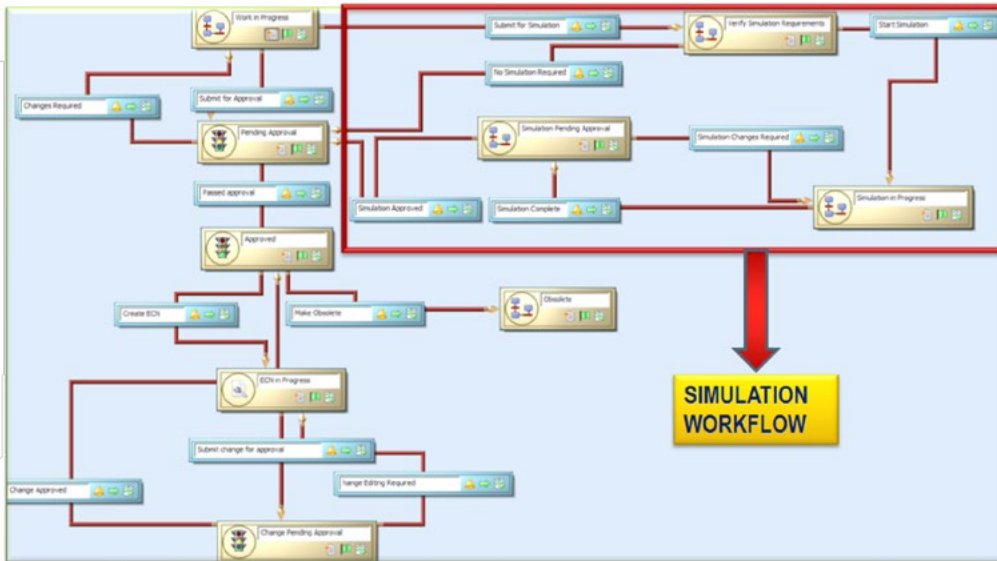 Work in Progress
Submit for Simulation
Verify Simulation Requirements
Start Simulation
No Simulation Required
Changes Required
Submit for Approval
Pending Approval
Simulation Pending Approval
Simulation Changes Required
Passed approval
Simulation Approved
Simulation Complete
Simulation in Progress
Approved
Create ECN
Make Obsolete
Obsolete
ECN in Progress
SIMULATION
WORKFLOW
Submit change for approval
Change Approved
hange Editing Required
Change Pending Approval